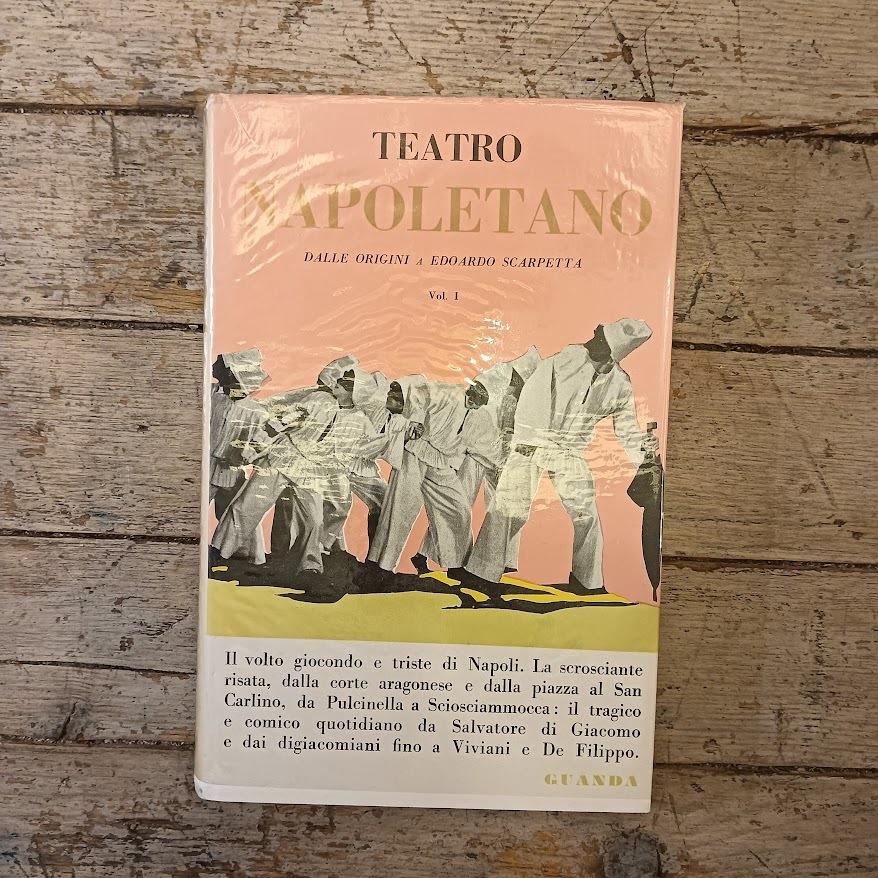 TEATRO
NAPOLETANO
DALLE ORIGINI A EDOARDO SCARPETTA
Vol. I
Il volto giocondo e triste di Napoli. La scrosciante
risata, dalla corte aragonese e dalla piazza al San
Carlino, da Pulcinella a Sciosciammocca: il tragico
e comico quotidiano da Salvatore di Giacomo
e dai digiacomiani fino a Viviani e De Filippo.
GUANDA